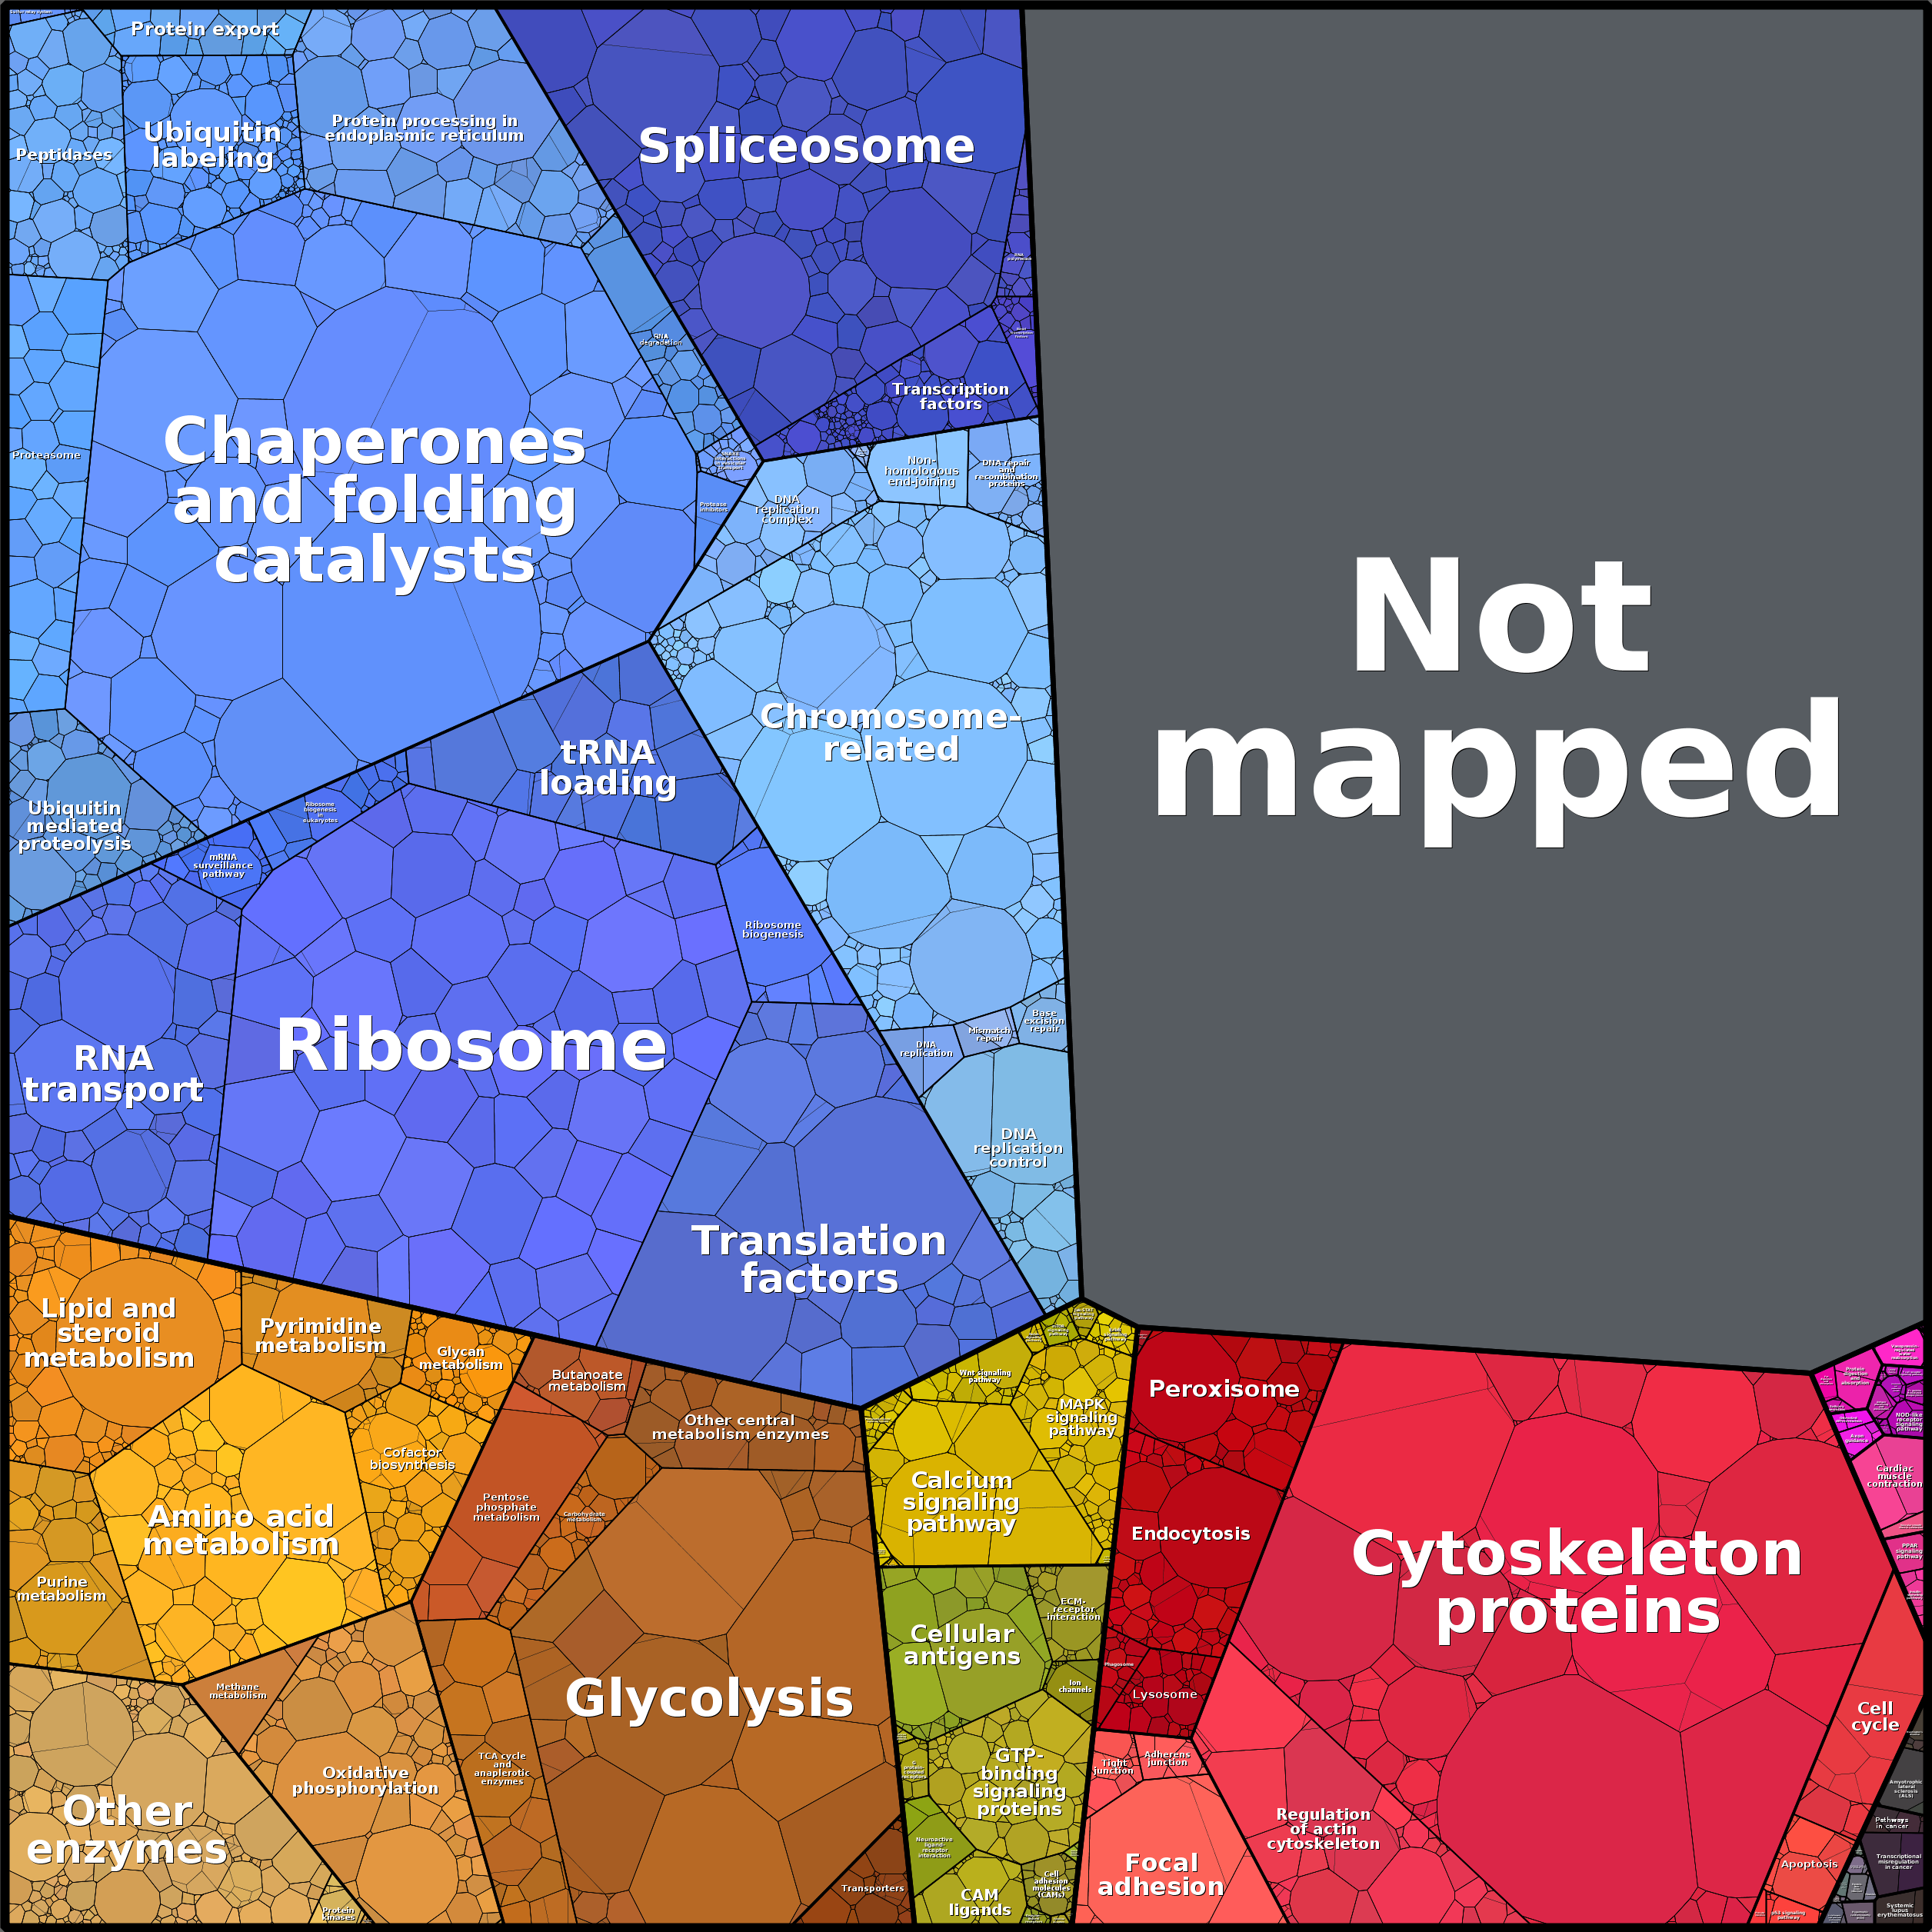 Protein export
Peptidases
Ubiquitin
labeling
Protein processing in
endoplasmic reticulum
Spliceosome
RNA
degradation
Transcription
factors
Proteasome
Chaperones
and folding
catalysts
Protease
inhibitors
DNA
replication
complex
Non-
homologous
end-joining
DNA repair
and
recombination
proteins
Not
mapped
Chromosome-
related
tRNA
loading
Ubiquitin
mediated
proteolysis
Ribosome
biogenesis
in
eukaryotes
mRNA
surveillance
pathway
Ribosome
biogenesis
RNA
transport
Ribosome
DNA
replication
Mismatch
repair
Base
excision
repair
DNA
replication
control
Translation
factors
Lipid and
steroid
metabolism
Pyrimidine
metabolism
Glycan
metabolism
Butanoate
metabolism
Other central
metabolism enzymes
Cofactor
biosynthesis
Amino acid
metabolism
Pentose
phosphate
metabolism
Carbohydrate
metabolism
Purine
metabolism
Glycolysis
Methane
metabolism
Oxidative
phosphorylation
TCA cycle
and
anaplerotic
enzymes
Other
enzymes
Protein
kinases
Transporters
Wnt signaling
pathway
MAPK
signaling
pathway
Calcium
signaling
pathway
Cellular
antigens
ECM-
receptor
interaction
Ion
channels
GTP-
binding
signaling
proteins
Neuroactive
ligand-
receptor
interaction
CAM
ligands
Cell
adhesion
molecules
(CAMs)
Peroxisome
Endocytosis
Phagosome
Lysosome
Cytoskeleton
proteins
Tight
junction
Adherens
junction
Focal
adhesion
Regulation
of actin
cytoskeleton
Cell
cycle
Apoptosis
p53 signaling
pathway
Protein
digestion
and
absorption
NOD-like
receptor
signaling
pathway
Axon
guidance
Cardiac
muscle
contraction
PPAR
signaling
pathway
Amyotrophic
lateral
sclerosis
(ALS)
Pathways
in cancer
Transcriptional
misregulation
in cancer
Systemic
lupus
erythematosus